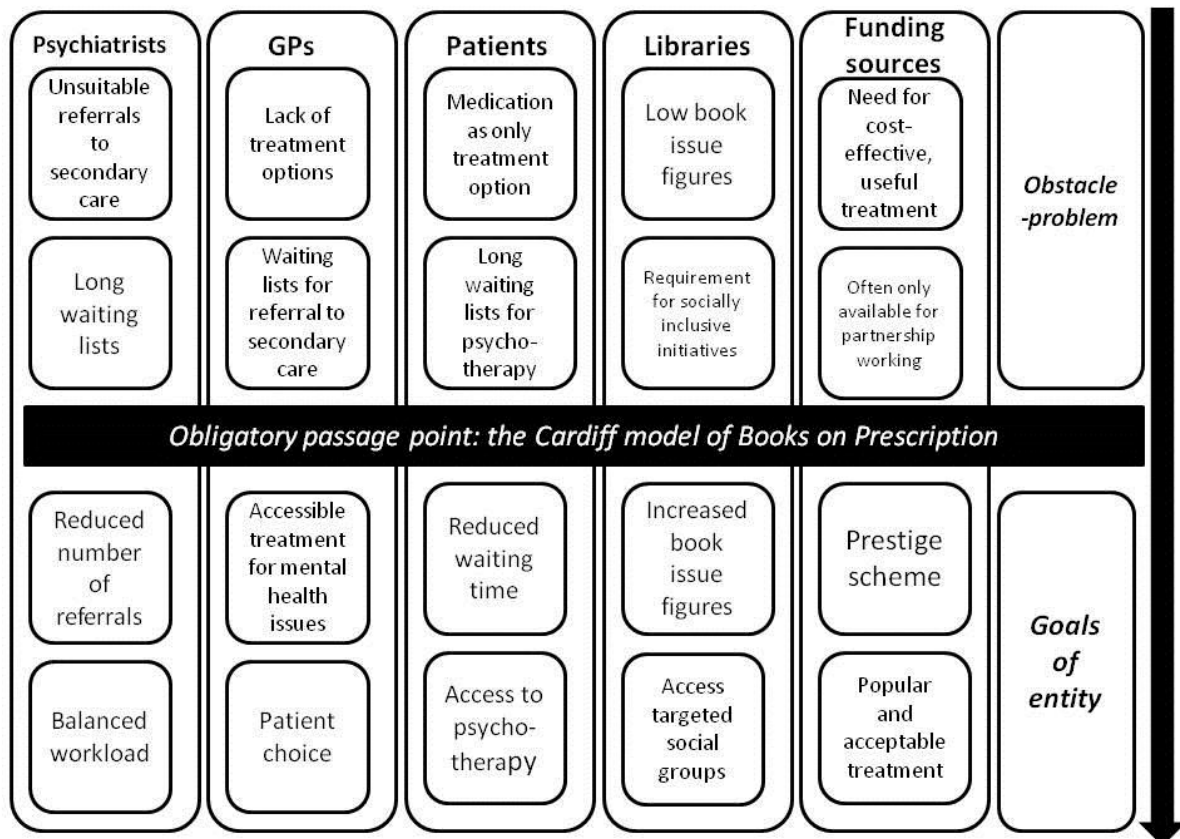 Psychiatrists
Unsuitable
referrals
to
secondary
care
Long
waiting
lists
GPs
Lack of
treatment
options
Waiting
lists for
referral to
secondary
care
Patients
Medication
as only
treatment
option
Long
waiting
lists for
psycho-
therapy
Libraries
Low book
issue
figures
Requirement
for socially
inclusive
initiatives
Funding
sources
Need for
cost-
effective,
useful
treatment
Often only
available for
partnership
working
Obstacle
-problem
Obligatory passage point: the Cardiff model of Books on Prescription
Reduced
number
of
referrals
Balanced
workload
Accessible
treatment
for mental
health
issues
Patient
choice
Reduced
waiting
time
Access to
psycho-
therapy
Increased
book
issue
figures
Access
targeted
social
groups
Prestige
scheme
Popular
and
acceptable
treatment
Goals
of
entity